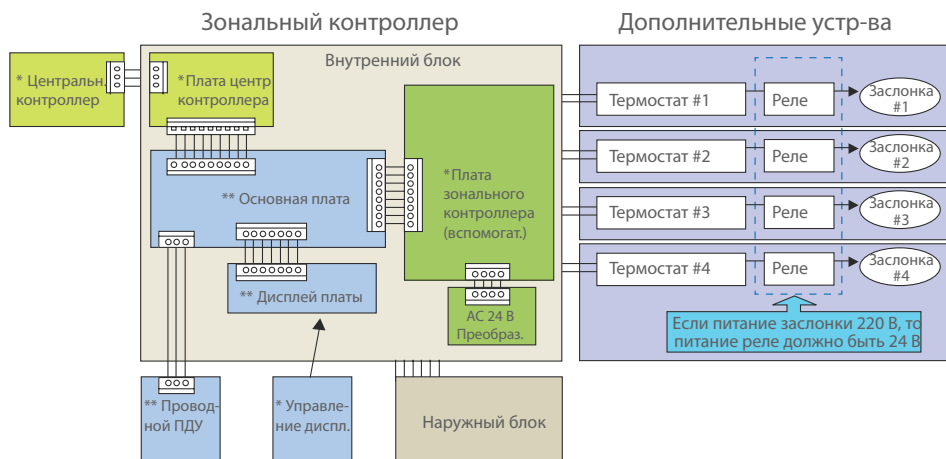 Зональный контроллер
Дополнительные устр-ва
Внутренний блок
* Центральн.
контроллер
* Плата центр
контроллера
** Основная плата
*Плата
зонального
контроллера
(вспомогат.)
** Дисплей платы
АС 24 В
Преобраз.
** Провод-
ной ПДУ
* Управле-
ние диспл.
Наружный блок
Термостат #1
Реле
Заслонка
#1
Термостат #2
Реле
Заслонка
#2
Термостат #3
Реле
Заслонка
#3
Термостат #4
Реле
Заслонка
#4
Если питание заслонки 220 В, то
питание реле должно быть 24 В